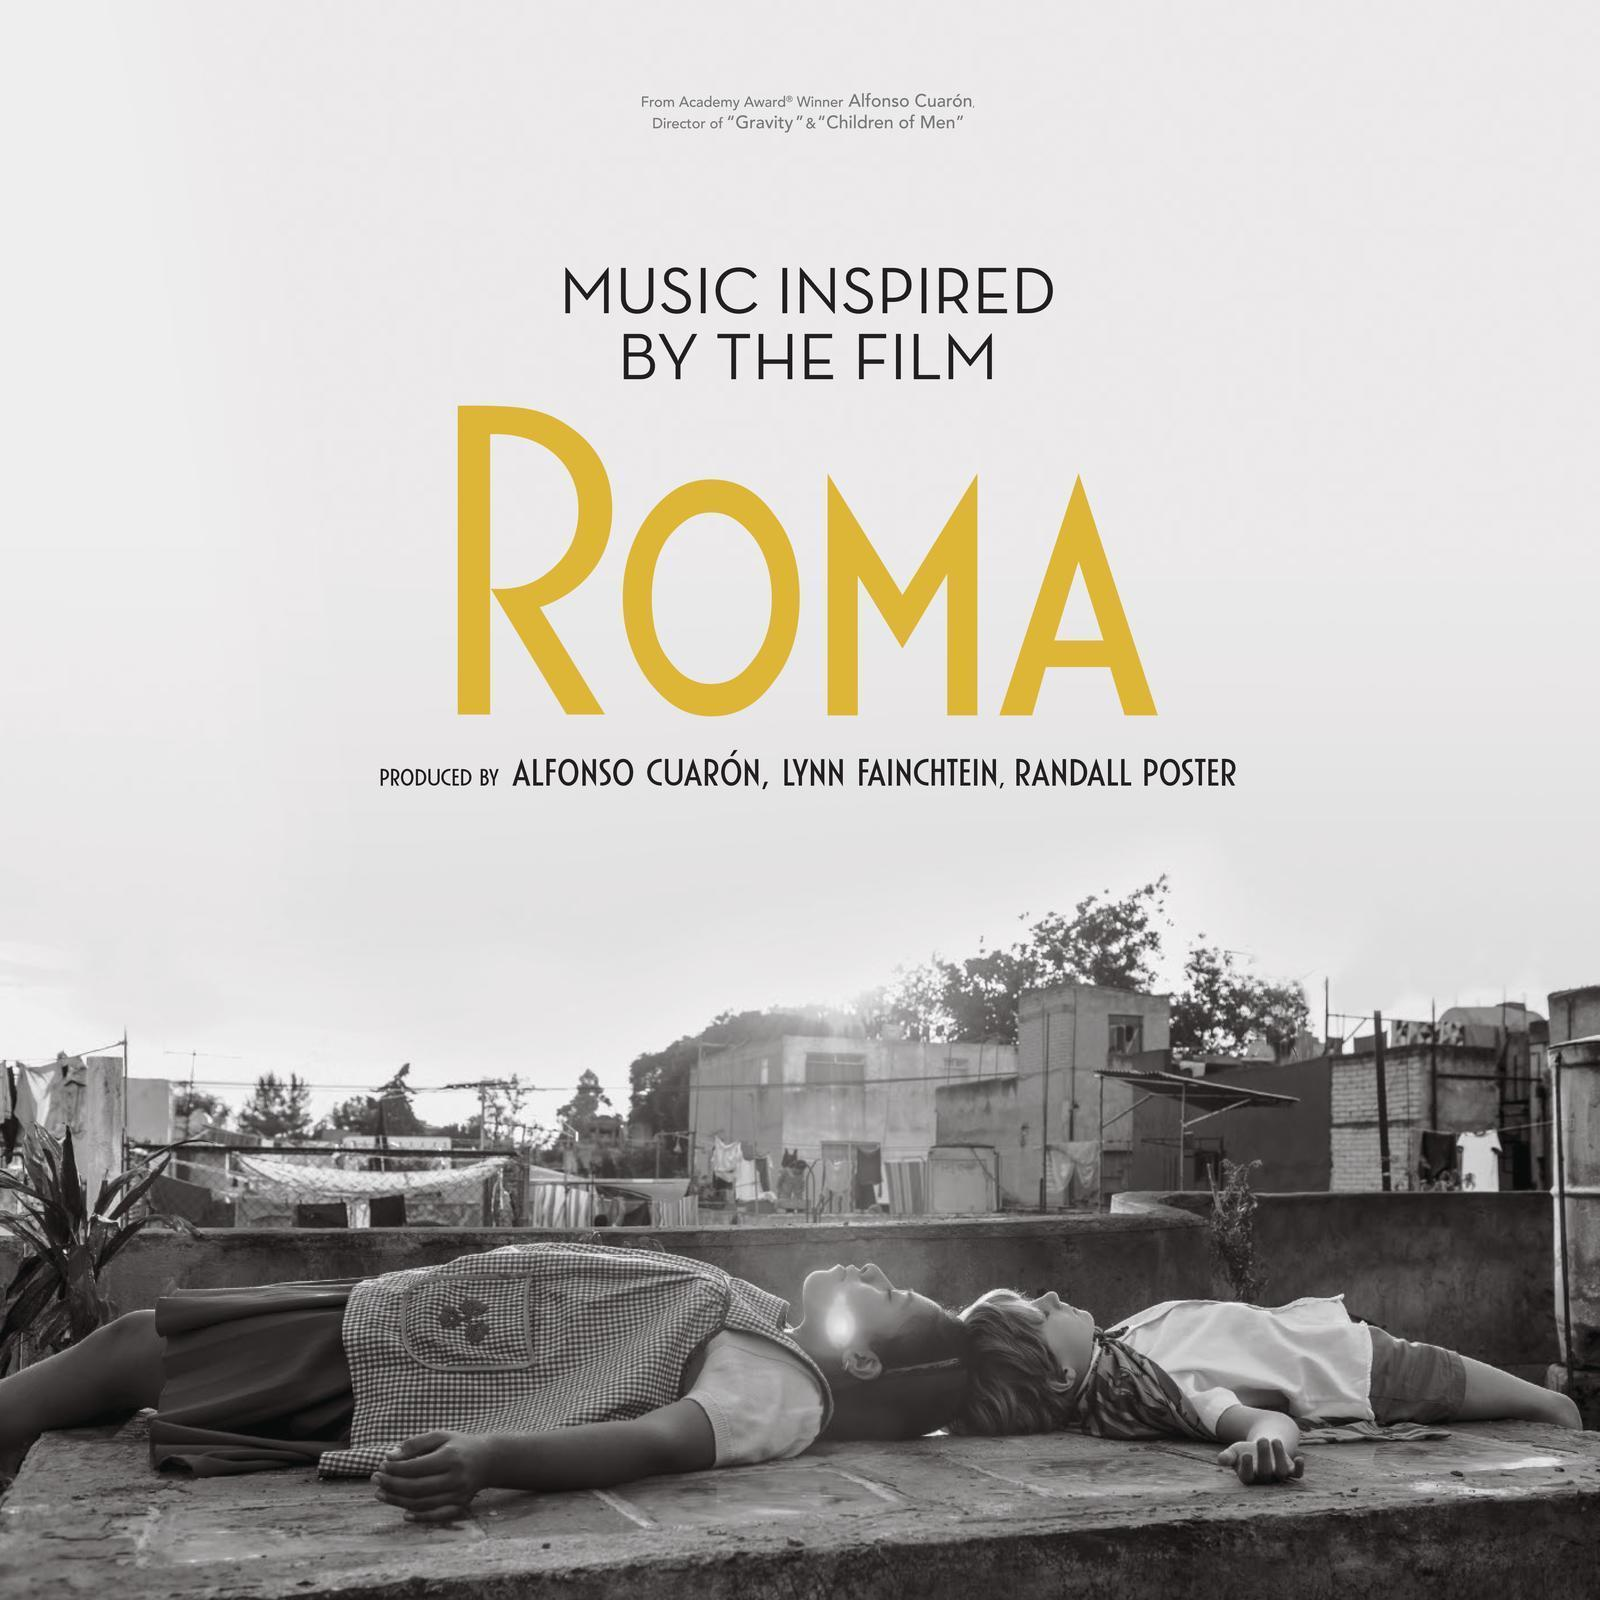 From Academy Award® Winner Alfonso Cuarón,
Director of "Gravity" & "Children of Men"
MUSIC INSPIRED
BY THE FILM
ROMA
PRODUCED BY ALFONSO CUARÓN, LYNN FAINCHTEIN, RANDALL POSTER